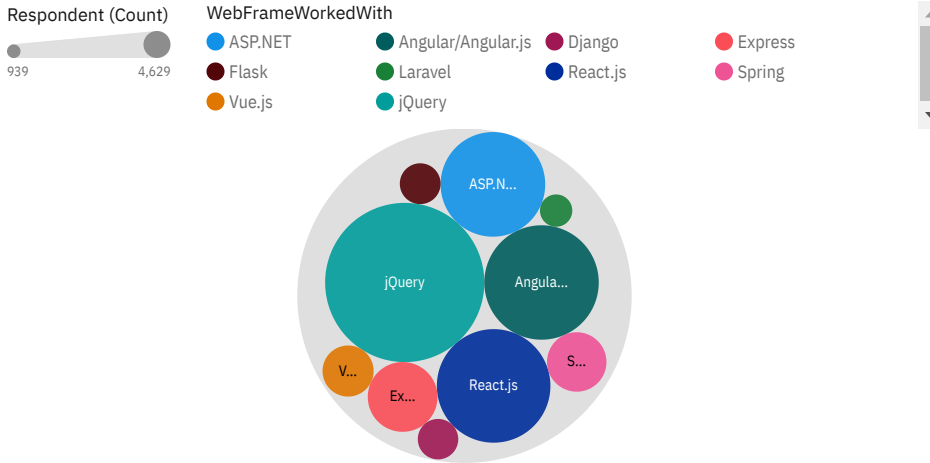 Respondent (Count)
939 4,629
WebFrameWorkedWith
ASP.NET Angular/Angular.js Django Express
Flask Laravel React.js Spring
Vue.js jQuery
ASP.N...
jQuery Angula...
S...
V... React.js
Ex...